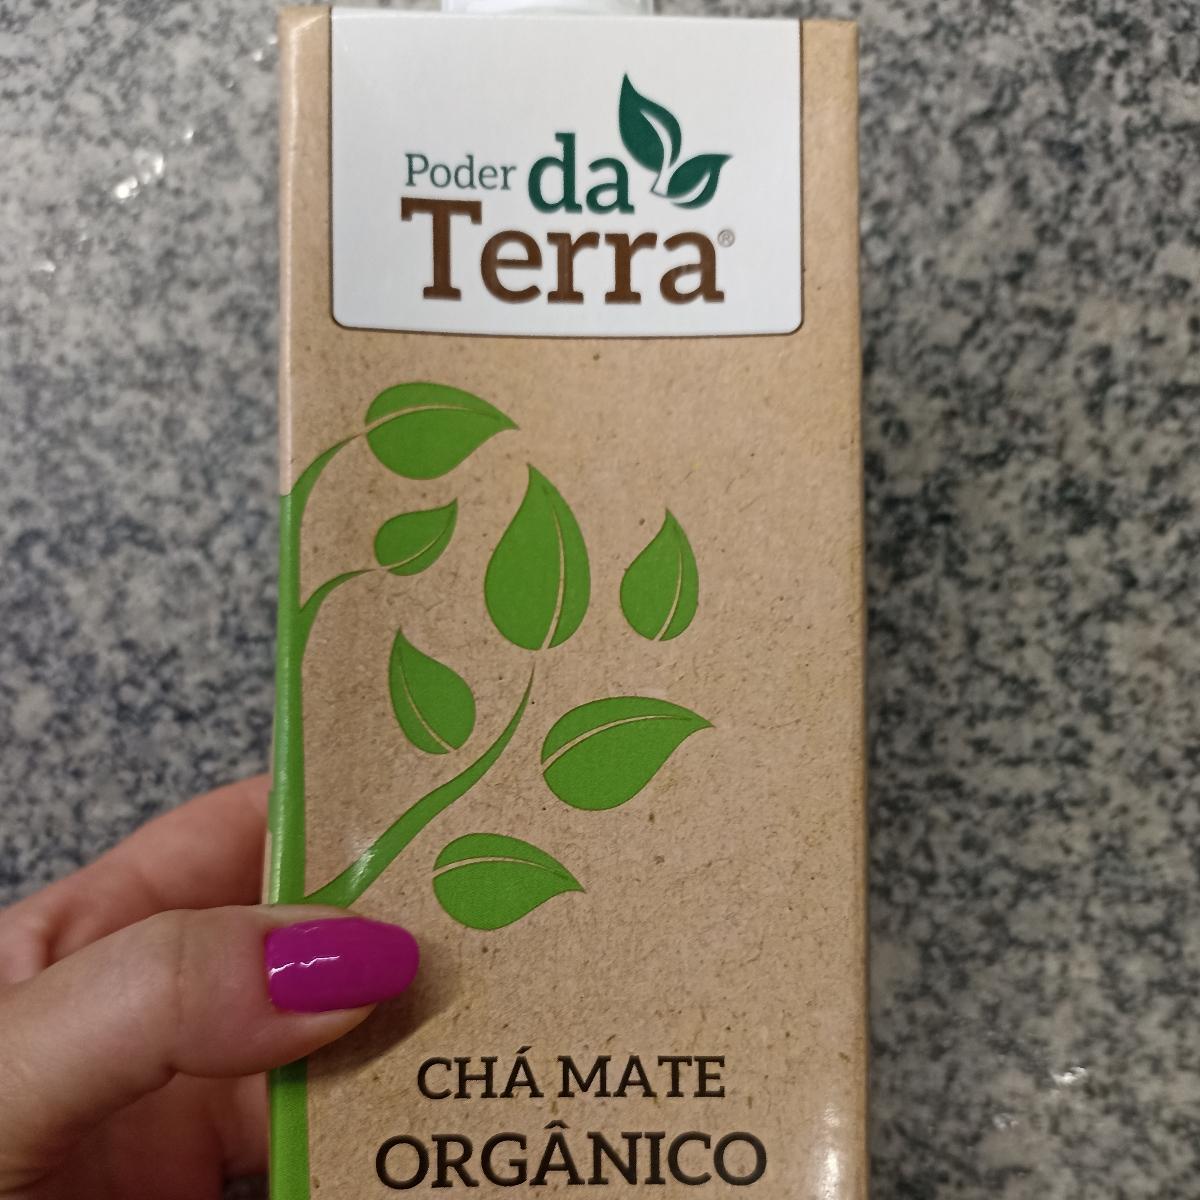 Poder da
Terra®
CHÁ MATE
ORGÂNICO